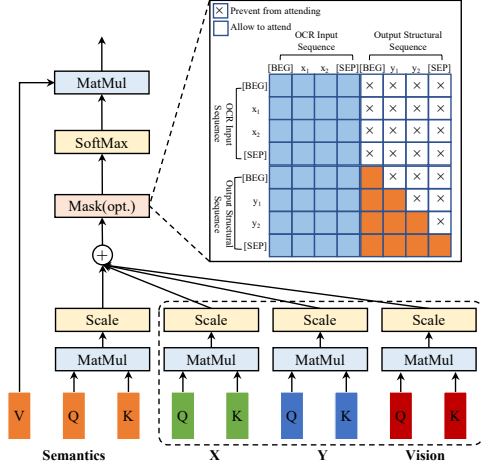 × Prevent from attending
Allow to attend
OCR Input Sequence
Output Structural Sequence
[BEG] x1 x2 [SEP] [BEG] y1 y2 [SEP]
OCR Input Sequence
[BEG] × × × ×
x1 × × × ×
x2 × × × ×
[SEP] × × × ×
Output Structural Sequence
[BEG] × × ×
y1 × ×
y2 ×
[SEP]
MatMul
SoftMax
Mask(opt.)
+
Scale Scale Scale Scale
MatMul MatMul MatMul MatMul
V Q K Q K Q K Q K
Semantics X Y Vision